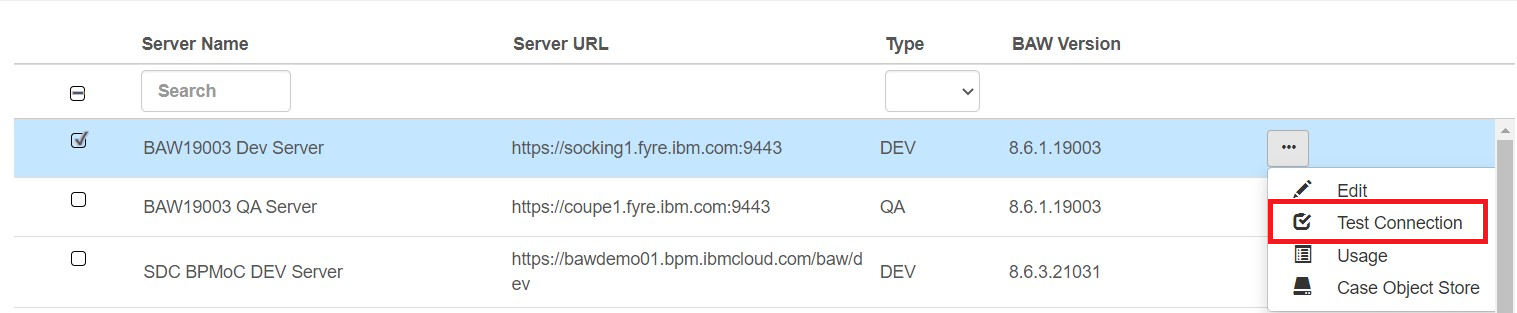 Server Name Server URL Type BAW Version
Search
BAW19003 Dev Server https://socking1.fyre.ibm.com:9443 DEV 8.6.1.19003 •••
Edit
BAW19003 QA Server https://coupe1.fyre.ibm.com:9443 QA 8.6.1.19003
Test Connection
Usage
SDC BPMoC DEV Server https://bawdemo01.bpm.ibmcloud.com/baw/d
ev DEV 8.6.3.21031
Case Object Store